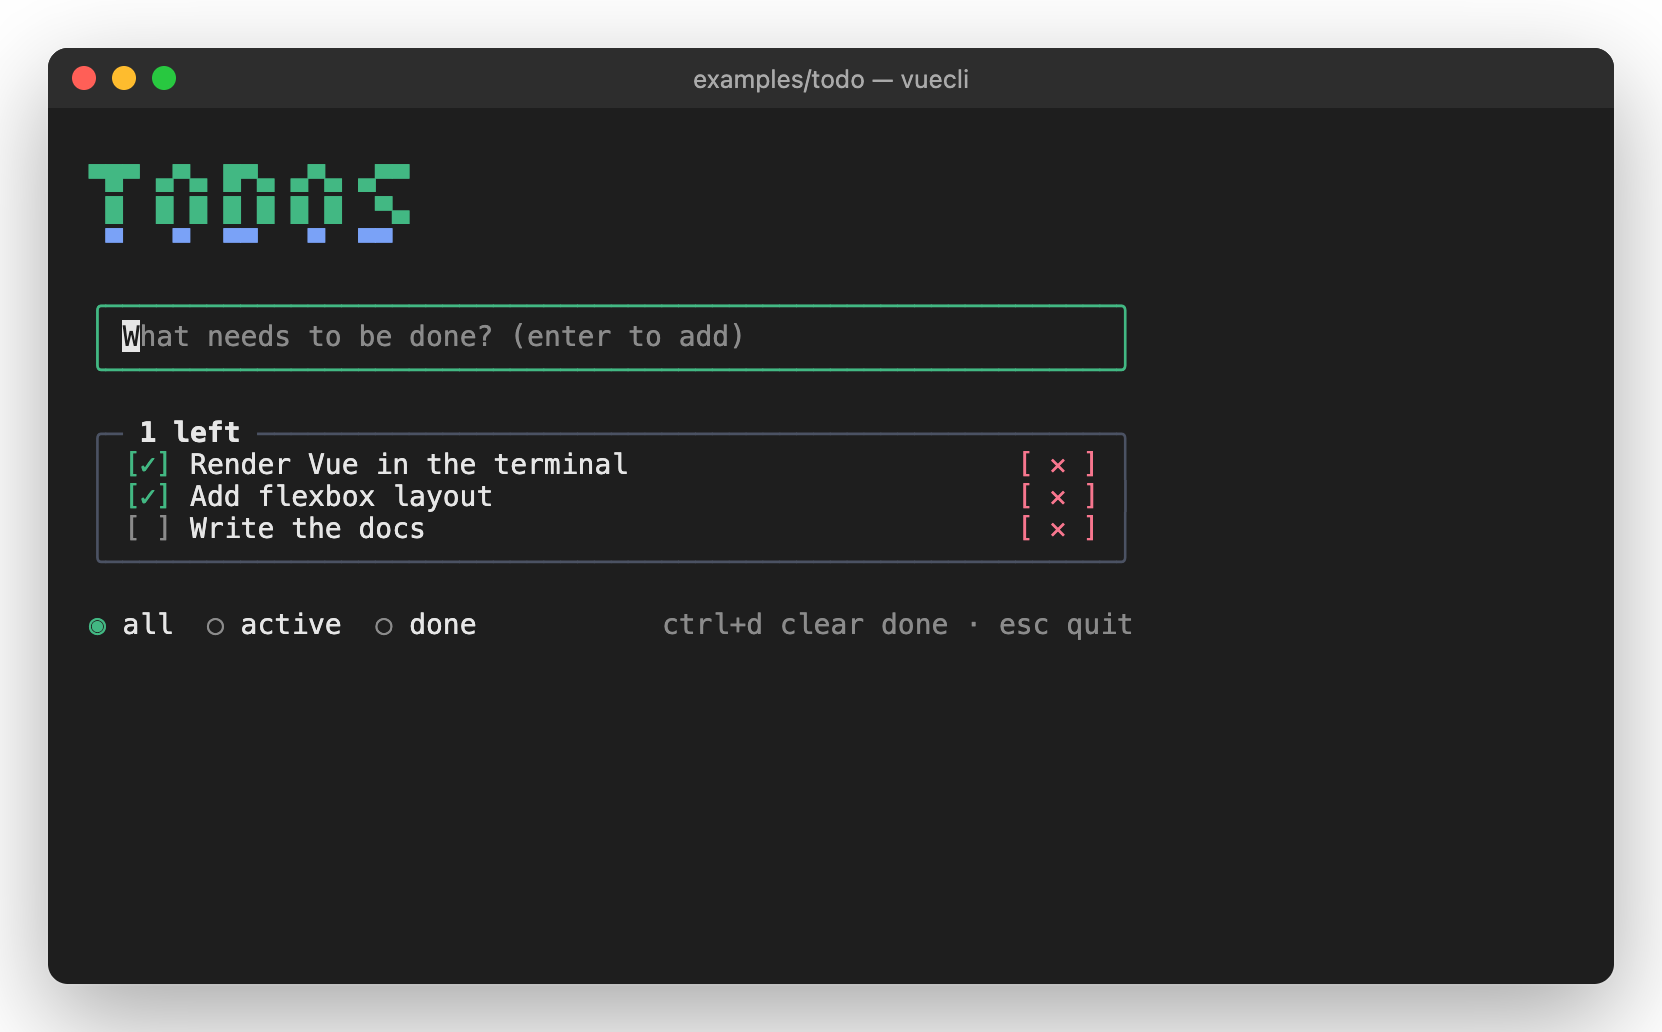 examples/todo — vuecli
TODOS
What needs to be done? (enter to add)
1 left
[✓] Render Vue in the terminal [ × ]
[✓] Add flexbox layout [ × ]
[ ] Write the docs [ × ]
◉ all ○ active ○ done ctrl+d clear done · esc quit